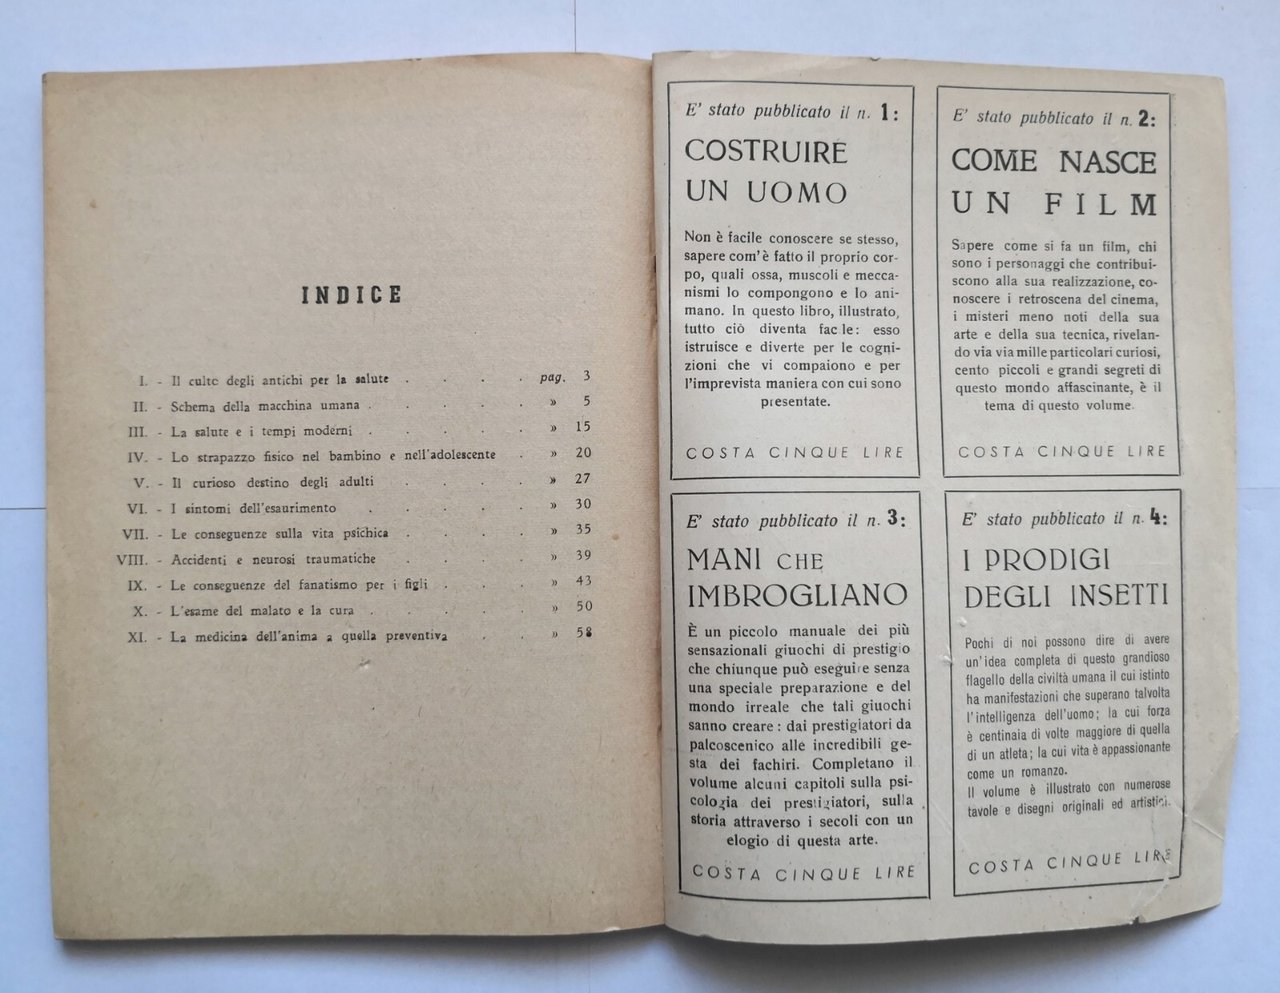 INDICE
I. - Il culto degli antichi per la salute . . . . pag. 3
II. - Schema della macchina umana . . . . . » 5
III. - La salute e i tempi moderni . . . . . » 15
IV. - Lo strapazzo fisico nel bambino e nell'adolescente . » 20
V. - Il curioso destino degli adulti . . . . » 27
VI. - I sintomi dell'esaurimento . . . . . » 30
VII. - Le conseguenze sulla vita psichica . . . . » 35
VIII. - Accidenti e neurosi traumatiche . . . . » 39
IX. - Le conseguenze del fanatismo per i figli . . . » 43
X. - L'esame del malato e la cura . . . . . » 50
XI. - La medicina dell'anima a quella preventiva . . » 58
E' stato pubblicato il n. 1:
COSTRUIRE
UN UOMO
Non è facile conoscere se stesso,
sapere com'è fatto il proprio cor-
po, quali ossa, muscoli e mecca-
nismi lo compongono e lo ani-
mano. In questo libro, illustrato,
tutto ciò diventa fac le: esso
istruisce e diverte per le cogni-
zioni che vi compaiono e per
l'imprevista maniera con cui sono
presentate.
COSTA CINQUE LIRE
E' stato pubblicato il n. 2:
COME NASCE
UN FILM
Sapere come si fa un film, chi
sono i personaggi che contribui-
scono alla sua realizzazione, co-
noscere i retroscena del cinema,
i misteri meno noti della sua
arte e della sua tecnica, rivelan-
do via via mille particolari curiosi,
cento piccoli e grandi segreti di
questo mondo affascinante, è il
tema di questo volume.
COSTA CINQUE LIRE
E' stato pubblicato il n. 3:
MANI CHE
IMBROGLIANO
È un piccolo manuale dei più
sensazionali giuochi di prestigio
che chiunque può eseguire senza
una speciale preparazione e del
mondo irreale che tali giuochi
sanno creare: dai prestigiatori da
palcoscenico alle incredibili ge-
sta dei fachiri. Completano il
volume alcuni capitoli sulla psi-
cologia dei prestigiatori, sulla
storia attraverso i secoli con un
elogio di questa arte.
COSTA CINQUE LIRE
E' stato pubblicato il n. 4:
I PRODIGI
DEGLI INSETTI
Pochi di noi possono dire di avere
un'idea completa di questo grandioso
flagello della civiltà umana il cui istinto
ha manifestazioni che superano talvolta
l'intelligenza dell'uomo; la cui forza
è centinaia di volte maggiore di quella
di un atleta; la cui vita è appassionante
come un romanzo.
Il volume è illustrato con numerose
tavole e disegni originali ed artistici.
COSTA CINQUE LIRE